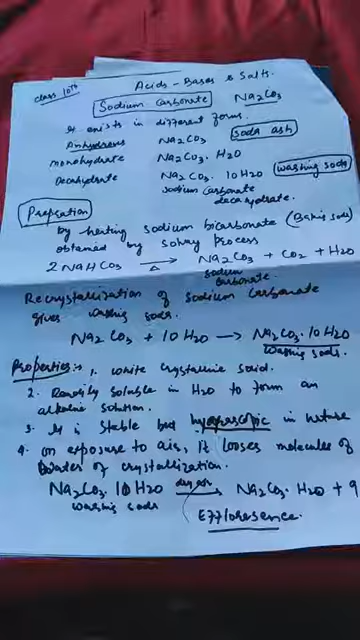 class 10th
Acids-Bases & Salts.
Sodium Carbonate Na2CO3
It exists in different forms.
Anhydrous Na2CO3 Soda ash
monohydrate Na2CO3. H2O
Decahydrate Na2CO3. 10H2O washing soda
Sodium carbonate
decahydrate.
Prepration
by heating sodium bicarbonate (Baking soda)
obtained by solvay process
2 NaHCO3 →△ Na2CO3 + CO2 + H2O
sodium
carbonate.
Recrystallization of sodium carbonate
gives washing soda.
Na2CO3 + 10H2O → Na2CO3.10H2O
washing soda.
Properties:- 1. white crystalline solid.
2. Readily soluble in H2O to form an
alkaline solution.
3. It is stable but hygroscopic in nature
4. on exposure to air, it looses molecules of
water of crystallization.
Na2CO3.10H2O dry air → Na2CO3.H2O + 9
washing soda
Effloresence.